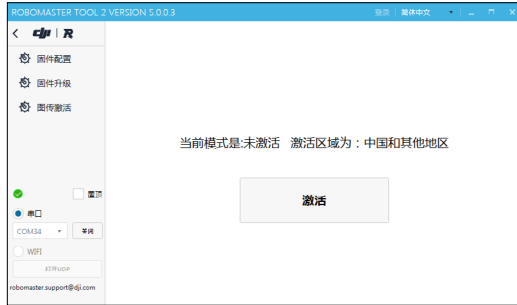 ROBOMASTER TOOL 2 VERSION 5.0.0.3
登录 简体中文
dji R
固件配置
固件升级
图传激活
当前模式是:未激活 激活区域为：中国和其他地区
激活
置顶
串口
COM34 关闭
WIFI
打开UDP
robomaster.support@dji.com